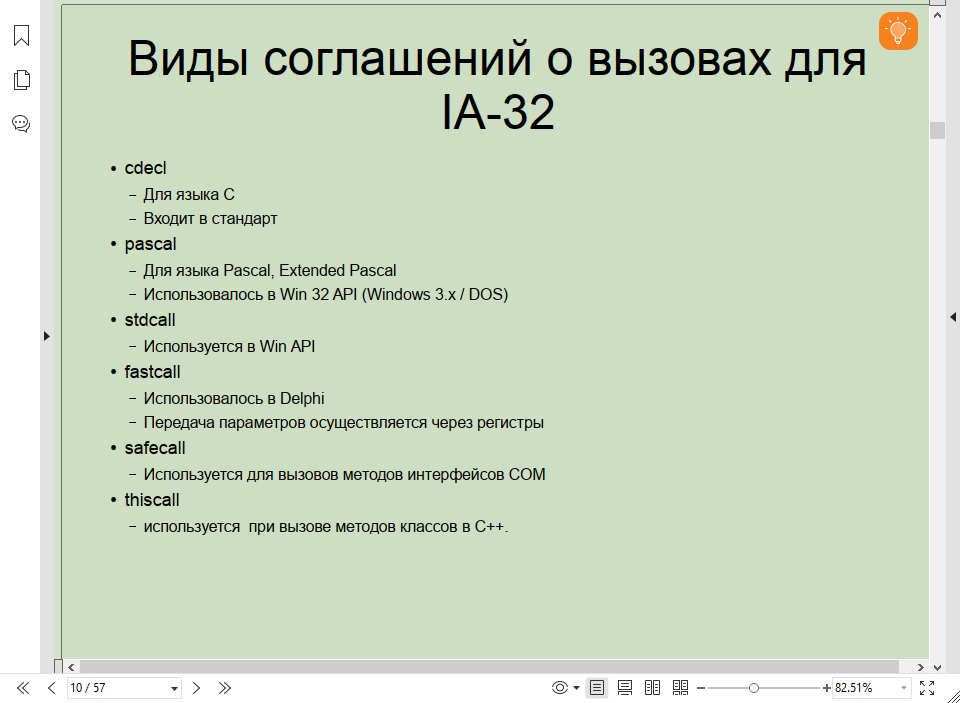 Виды соглашений о вызовах для
IA-32
• cdecl
– Для языка C
– Входит в стандарт
• pascal
– Для языка Pascal, Extended Pascal
– Использовалось в Win 32 API (Windows 3.x / DOS)
• stdcall
– Используется в Win API
• fastcall
– Использовалось в Delphi
– Передача параметров осуществляется через регистры
• safecall
– Используется для вызовов методов интерфейсов COM
• thiscall
– используется  при вызове методов классов в C++.
10 / 57
82.51%